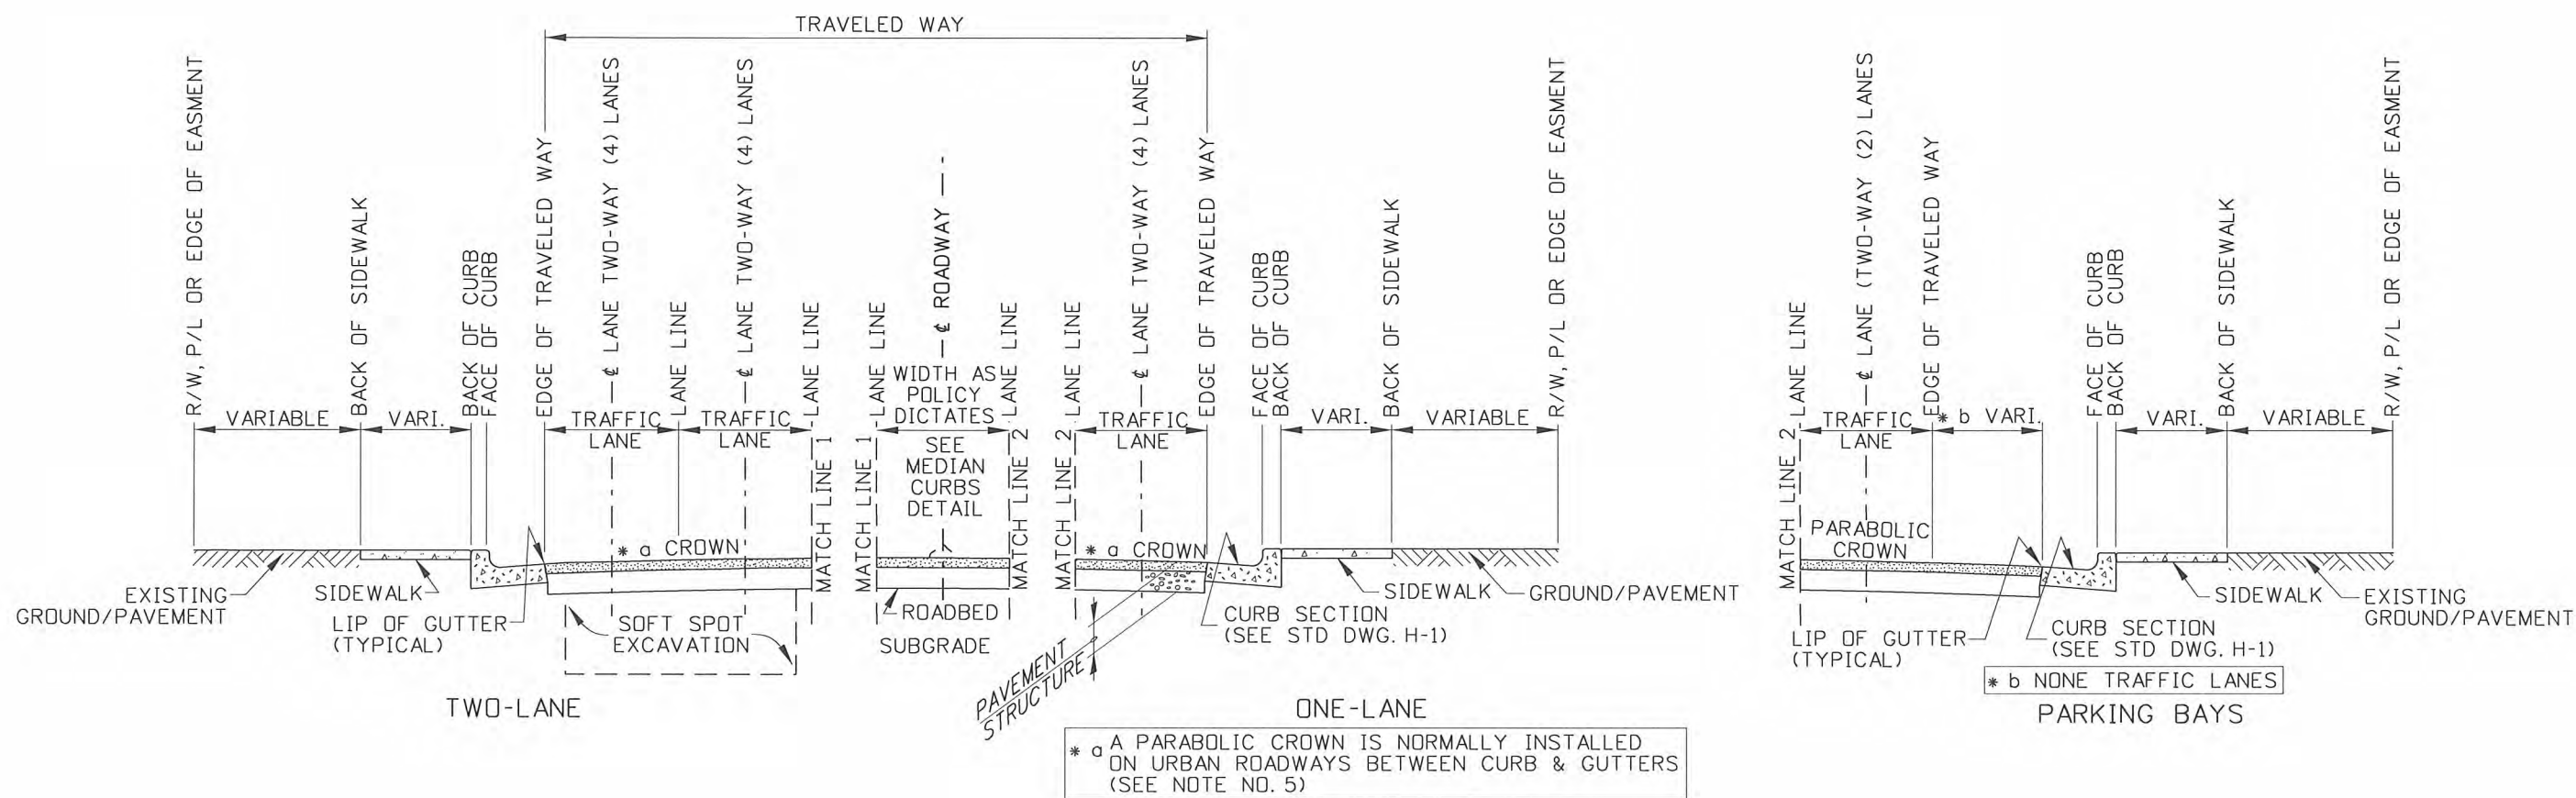 TRAVELED WAY
R/W, P/L OR EDGE OF EASMENT
BACK OF SIDEWALK
BACK OF CURB
FACE OF CURB
EDGE OF TRAVELED WAY
℄ LANE TWO-WAY (4) LANES
LANE LINE
℄ LANE TWO-WAY (4) LANES
LANE LINE
LANE LINE
℄ ROADWAY
LANE LINE
LANE LINE
℄ LANE TWO-WAY (4) LANES
EDGE OF TRAVELED WAY
FACE OF CURB
BACK OF CURB
BACK OF SIDEWALK
R/W, P/L OR EDGE OF EASMENT
VARIABLE
VARI.
TRAFFIC
LANE
TRAFFIC
LANE
WIDTH AS
POLICY
DICTATES
SEE
MEDIAN
CURBS
DETAIL
TRAFFIC
LANE
VARI.
VARIABLE
MATCH LINE 1
MATCH LINE 1
MATCH LINE 2
MATCH LINE 2
* a CROWN
* a CROWN
EXISTING
GROUND/PAVEMENT
SIDEWALK
LIP OF GUTTER
(TYPICAL)
SOFT SPOT
EXCAVATION
ROADBED
SUBGRADE
PAVEMENT
STRUCTURE
CURB SECTION
(SEE STD DWG. H-1)
SIDEWALK
GROUND/PAVEMENT
TWO-LANE
ONE-LANE
* a A PARABOLIC CROWN IS NORMALLY INSTALLED
ON URBAN ROADWAYS BETWEEN CURB & GUTTERS
(SEE NOTE NO. 5)
LANE LINE
℄ LANE (TWO-WAY (2) LANES
EDGE OF TRAVELED WAY
FACE OF CURB
BACK OF CURB
BACK OF SIDEWALK
R/W, P/L OR EDGE OF EASMENT
TRAFFIC
LANE
* b VARI.
VARI.
VARIABLE
MATCH LINE 2
PARABOLIC
CROWN
LIP OF GUTTER
(TYPICAL)
CURB SECTION
(SEE STD DWG. H-1)
SIDEWALK
EXISTING
GROUND/PAVEMENT
* b NONE TRAFFIC LANES
PARKING BAYS